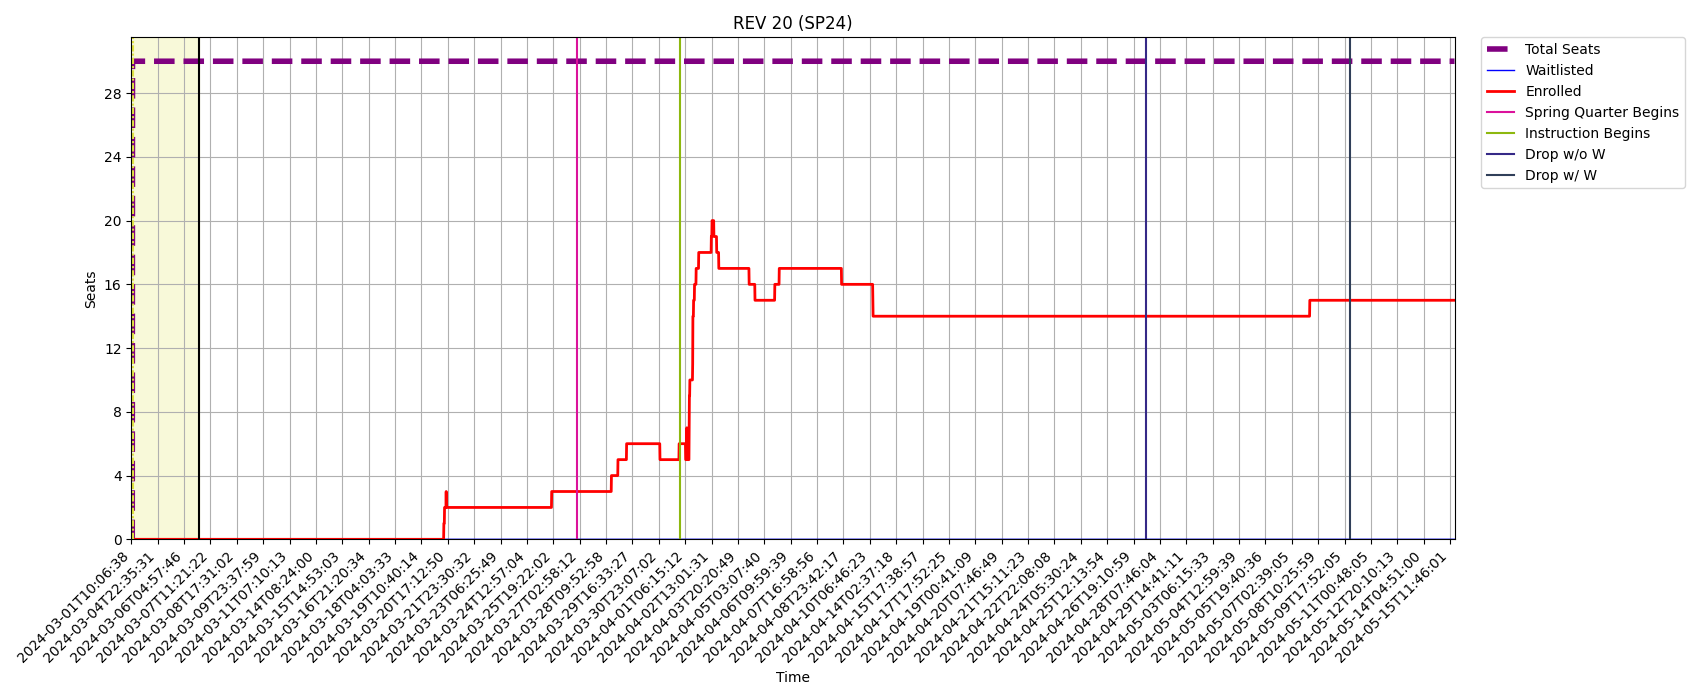 REV 20 (SP24)
Total Seats
Waitlisted
Enrolled
Spring Quarter Begins
Instruction Begins
Drop w/o W
Drop w/ W
Seats
28
24
20
16
12
8
4
0
2024-03-01T10:06:38
2024-03-04T22:35:31
2024-03-06T04:57:46
2024-03-07T11:21:22
2024-03-08T17:31:02
2024-03-09T23:37:59
2024-03-11T07:10:13
2024-03-14T08:24:00
2024-03-15T14:53:03
2024-03-16T21:20:34
2024-03-18T04:03:33
2024-03-19T10:40:14
2024-03-20T17:12:50
2024-03-21T23:30:32
2024-03-23T06:25:49
2024-03-24T12:57:04
2024-03-25T19:22:02
2024-03-27T02:58:12
2024-03-28T09:52:58
2024-03-29T16:33:27
2024-03-30T23:07:02
2024-04-01T06:15:12
2024-04-02T13:01:31
2024-04-03T20:20:49
2024-04-05T03:07:40
2024-04-06T09:59:39
2024-04-07T16:58:56
2024-04-08T23:42:17
2024-04-10T06:46:23
2024-04-14T02:37:18
2024-04-15T17:38:57
2024-04-17T17:52:25
2024-04-19T00:41:09
2024-04-20T07:46:49
2024-04-21T15:11:23
2024-04-22T22:08:08
2024-04-24T05:30:24
2024-04-25T12:13:54
2024-04-26T19:10:59
2024-04-28T07:46:04
2024-04-29T14:41:11
2024-05-03T06:15:33
2024-05-04T12:59:39
2024-05-05T19:40:36
2024-05-07T02:39:05
2024-05-08T10:25:59
2024-05-09T17:52:05
2024-05-11T00:48:05
2024-05-12T20:10:13
2024-05-14T04:51:00
2024-05-15T11:46:01
Time